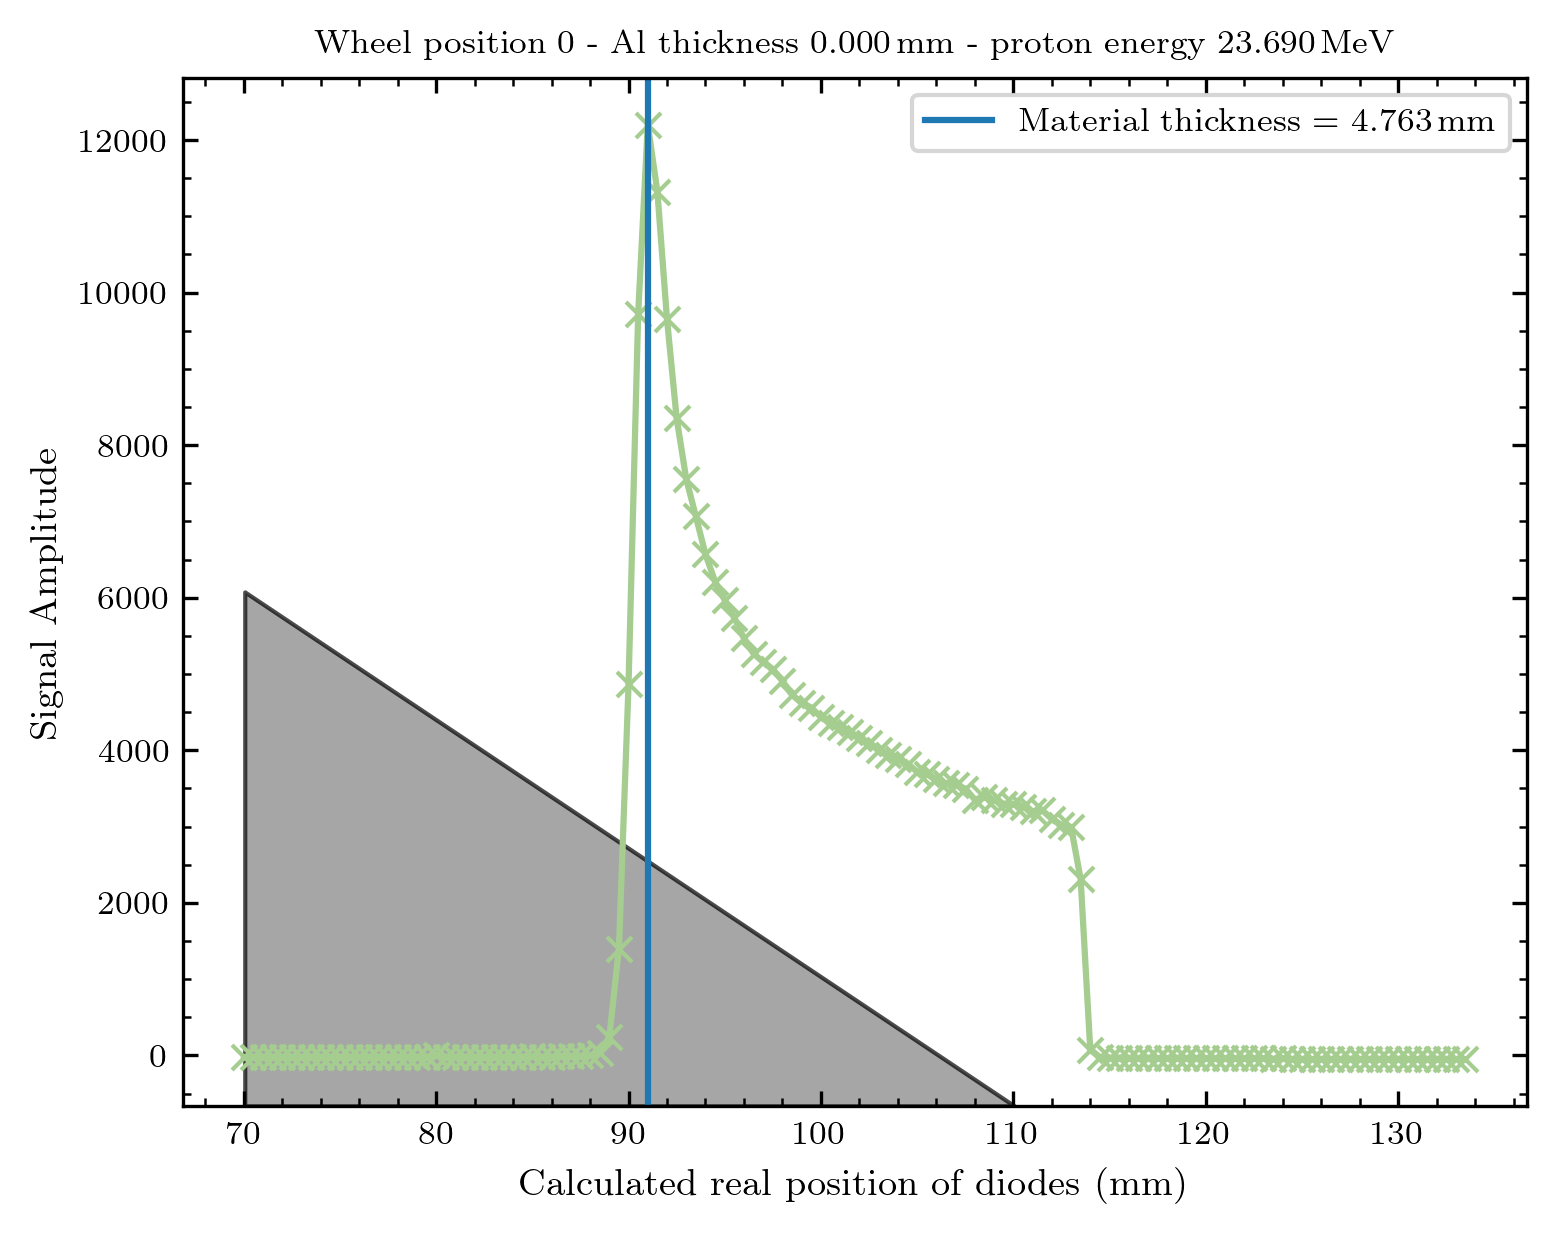 Wheel position 0 - Al thickness 0.000 mm - proton energy 23.690 MeV
Material thickness = 4.763 mm
12000
10000
8000
6000
4000
2000
0
Signal Amplitude
70 80 90 100 110 120 130
Calculated real position of diodes (mm)